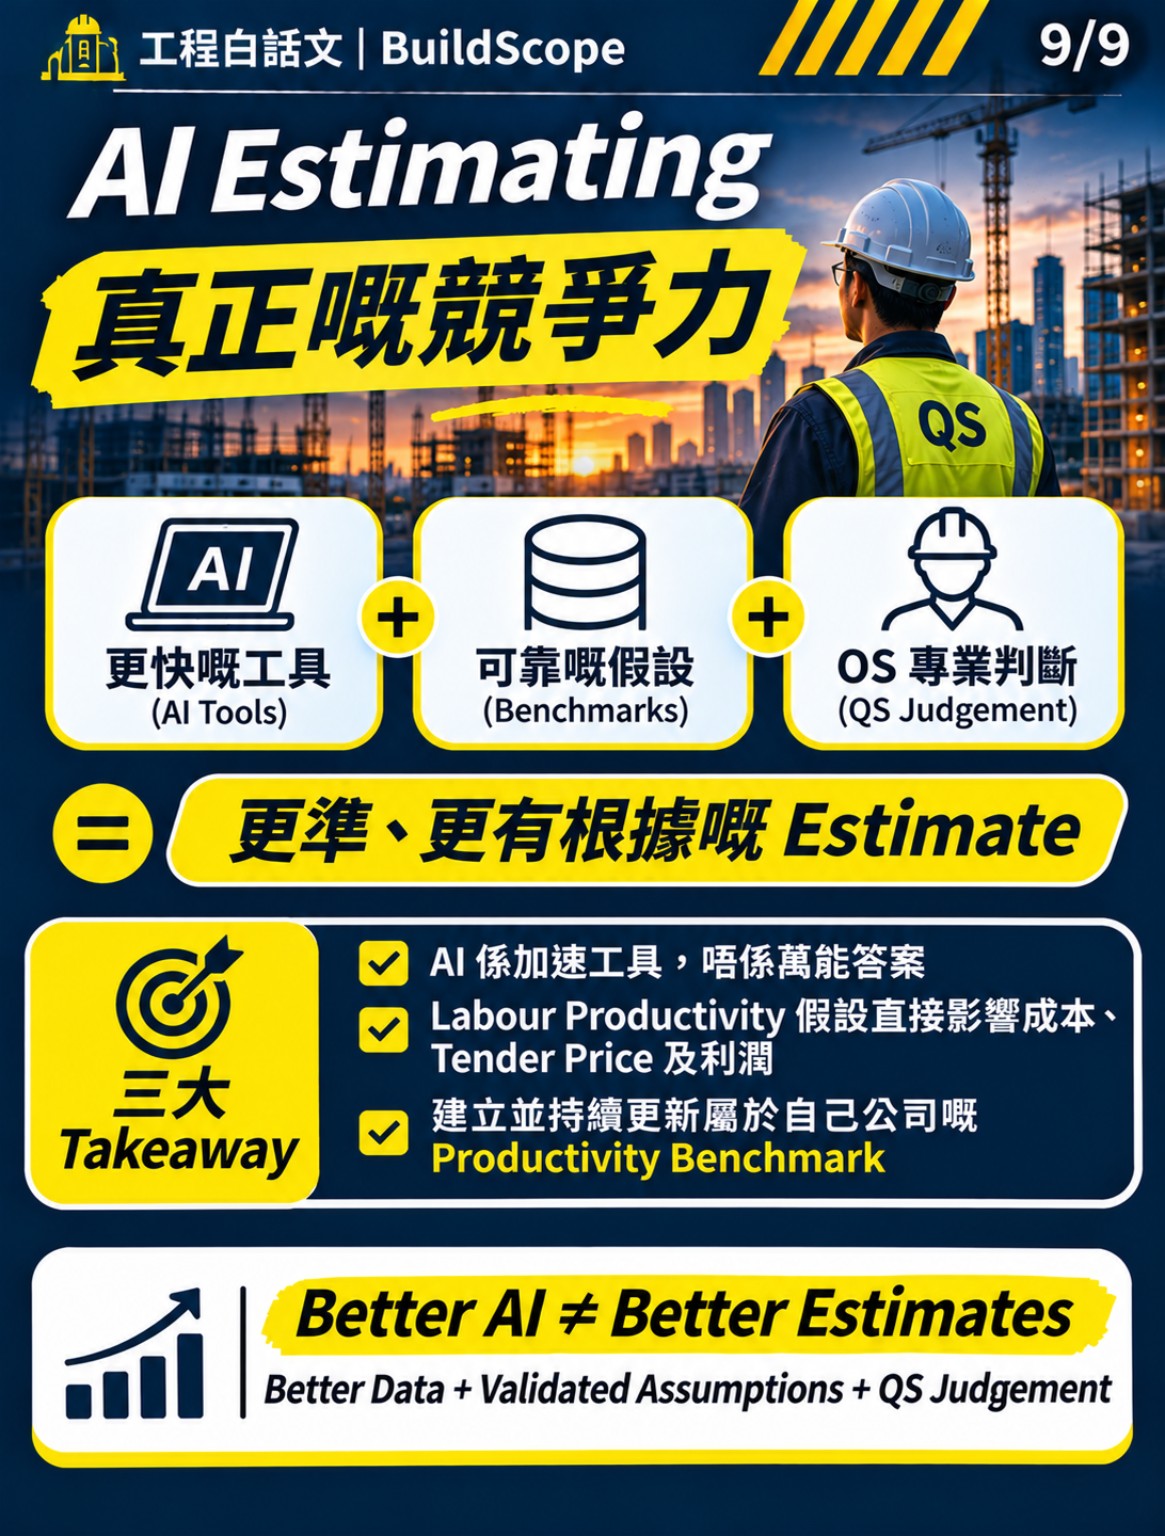 工程白話文 | BuildScope
9/9
AI Estimating
真正嘅競爭力
QS
AI
更快嘅工具
(AI Tools)
+
可靠嘅假設
(Benchmarks)
+
OS 專業判斷
(QS Judgement)
=
更準、更有根據嘅 Estimate
三大
Takeaway
AI 係加速工具，唔係萬能答案
Labour Productivity 假設直接影響成本、
Tender Price 及利潤
建立並持續更新屬於自己公司嘅
Productivity Benchmark
Better AI ≠ Better Estimates
Better Data + Validated Assumptions + QS Judgement